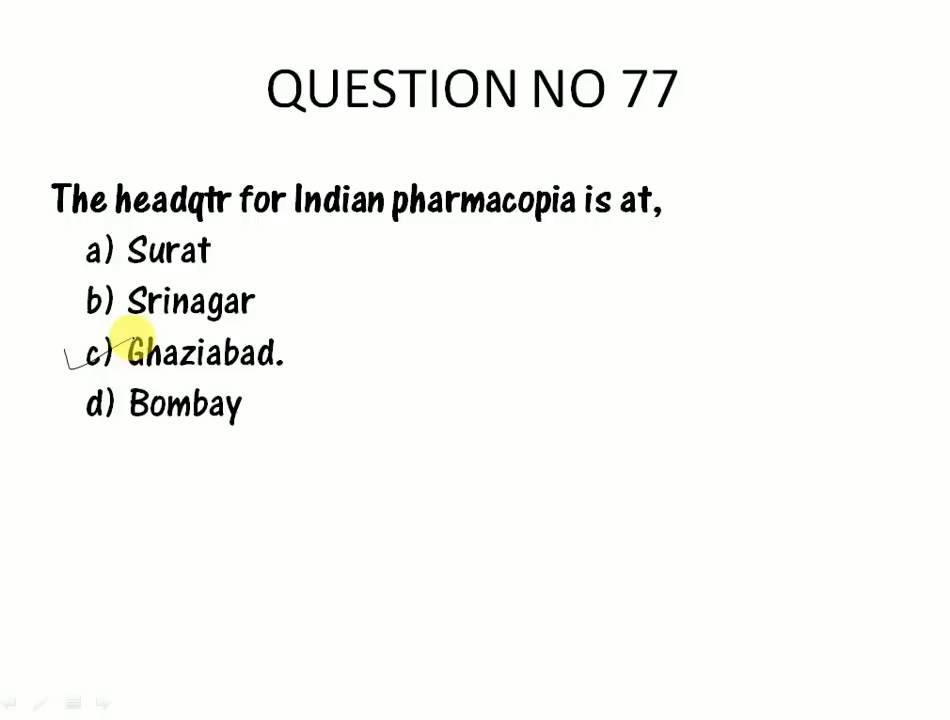 QUESTION NO 77
The headqtr for Indian pharmacopia is at,
a) Surat
b) Srinagar
c) Ghaziabad.
d) Bombay